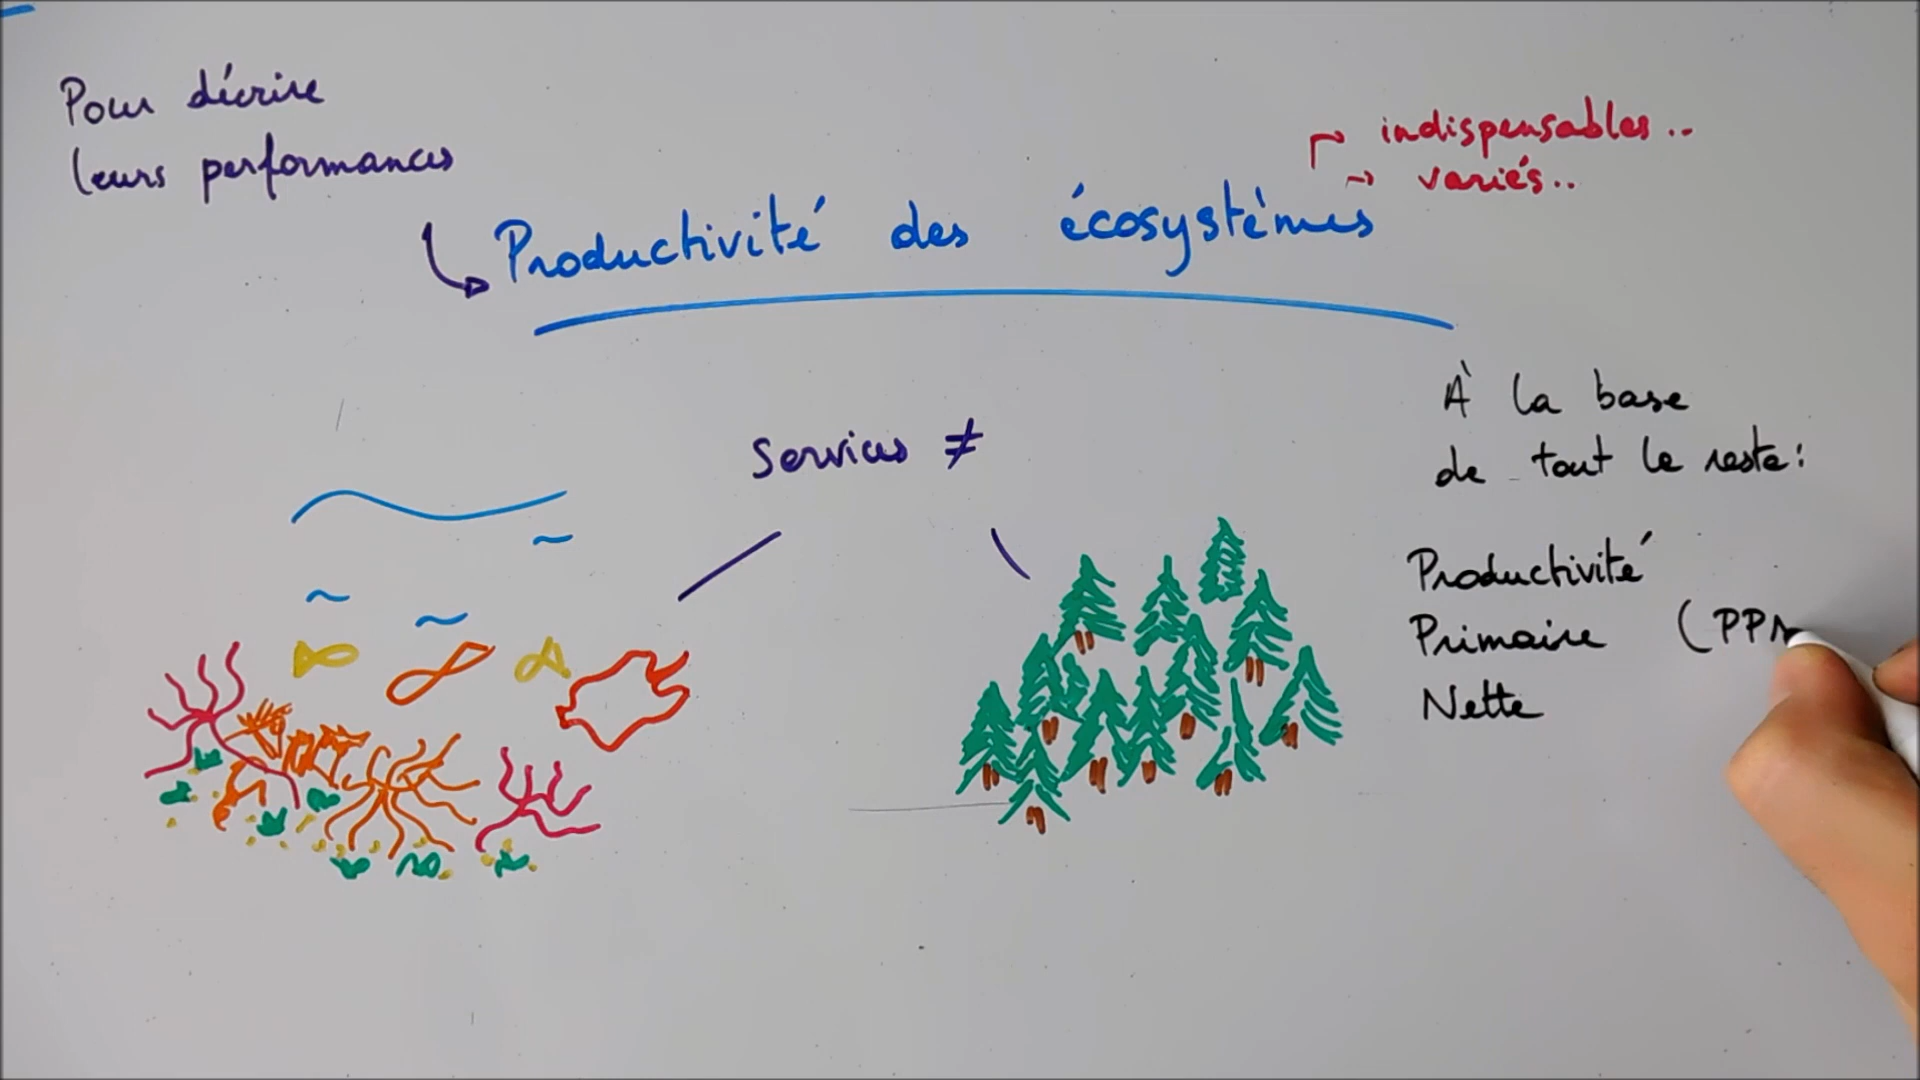 Pour décrire
leurs performances
indispensables..
→ variés..
Productivité des écosystèmes
Services ≠
À la base
de tout le reste:
Productivité
Primaire (PPN
Nette